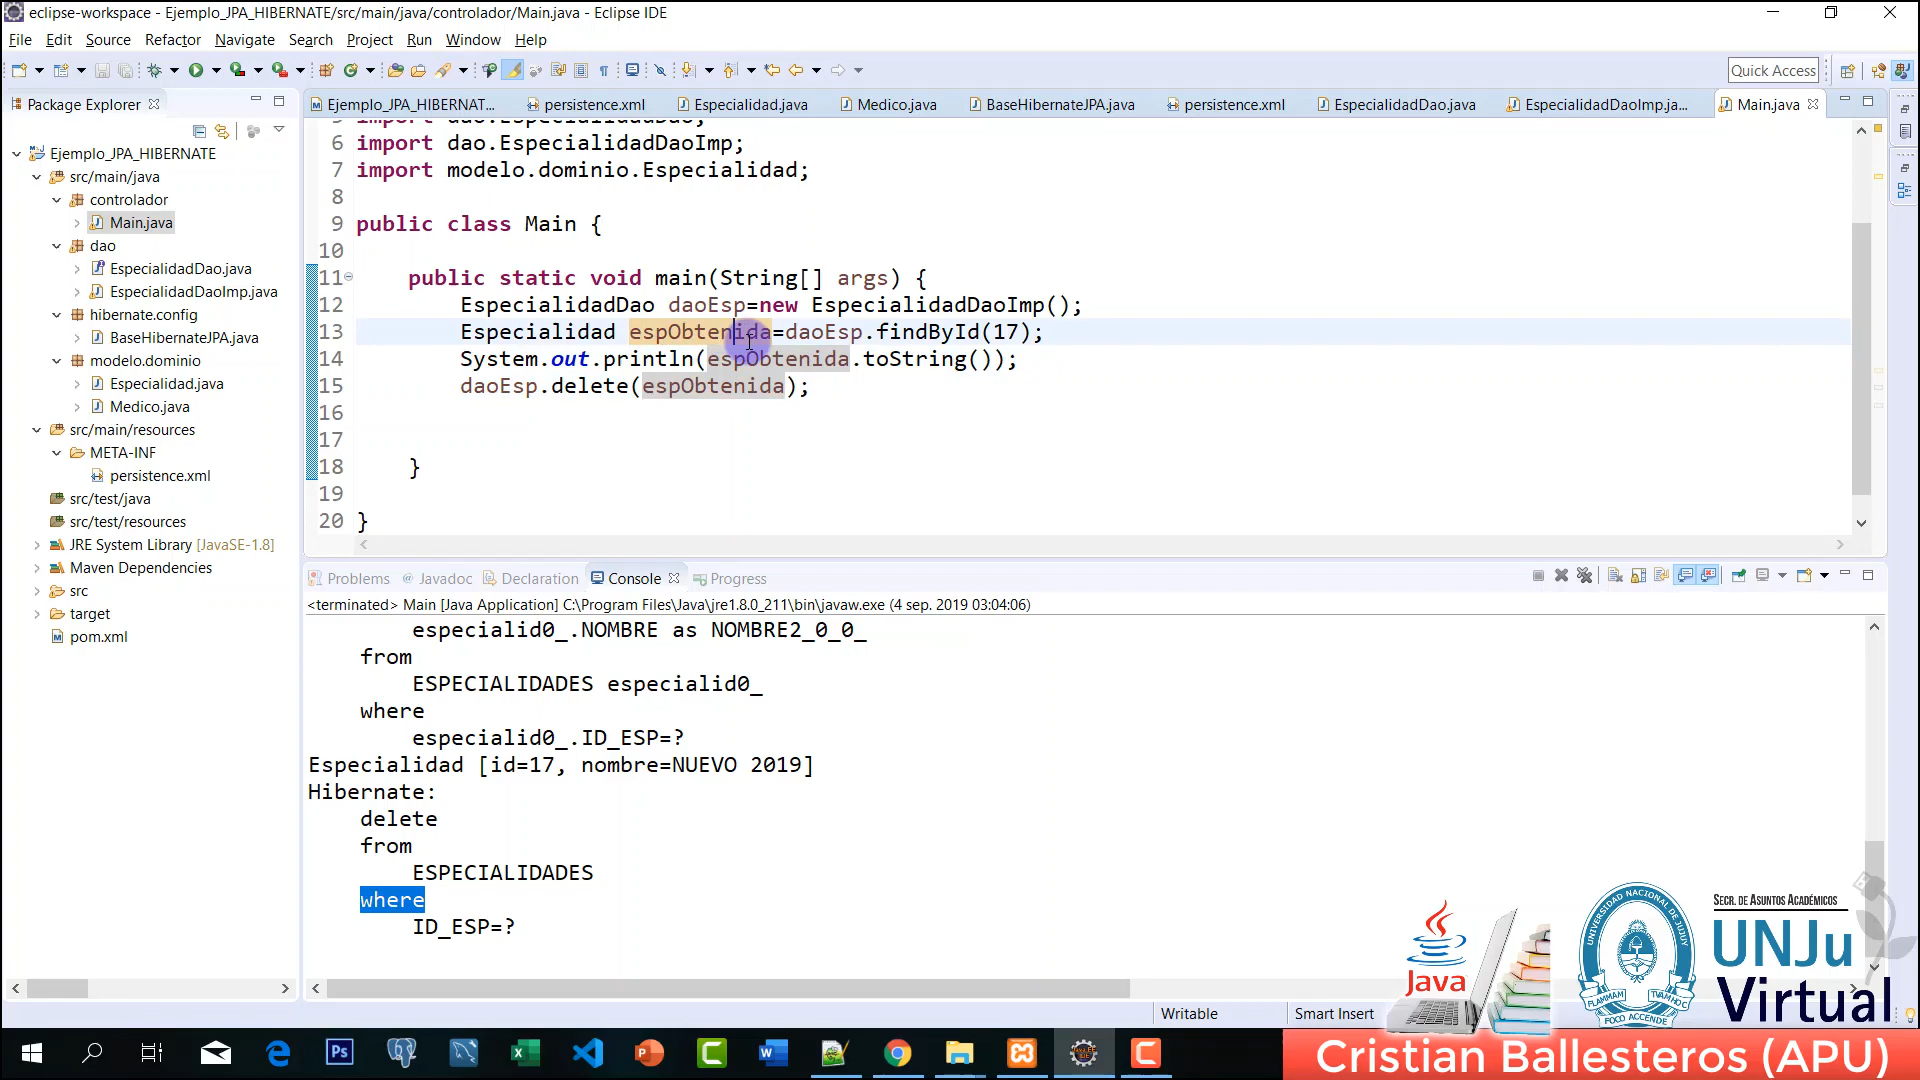 eclipse-workspace - Ejemplo_JPA_HIBERNATE/src/main/java/controlador/Main.java - Eclipse IDE
File Edit Source Refactor Navigate Search Project Run Window Help
Quick Access
Package Explorer
Ejemplo_JPA_HIBERNAT... persistence.xml Especialidad.java Medico.java BaseHibernateJPA.java persistence.xml EspecialidadDao.java EspecialidadDaoImp.ja... Main.java
Ejemplo_JPA_HIBERNATE
src/main/java
controlador
Main.java
dao
EspecialidadDao.java
EspecialidadDaoImp.java
hibernate.config
BaseHibernateJPA.java
modelo.dominio
Especialidad.java
Medico.java
src/main/resources
META-INF
persistence.xml
src/test/java
src/test/resources
JRE System Library [JavaSE-1.8]
Maven Dependencies
src
target
pom.xml
5 import dao.EspecialidadDao;
6 import dao.EspecialidadDaoImp;
7 import modelo.dominio.Especialidad;
8
9 public class Main {
10
11 public static void main(String[] args) {
12 EspecialidadDao daoEsp=new EspecialidadDaoImp();
13 Especialidad espObtenida=daoEsp.findById(17);
14 System.out.println(espObtenida.toString());
15 daoEsp.delete(espObtenida);
16
17
18 }
19
20 }
Problems @ Javadoc Declaration Console Progress
<terminated> Main [Java Application] C:\Program Files\Java\jre1.8.0_211\bin\javaw.exe (4 sep. 2019 03:04:06)
especialid0_.NOMBRE as NOMBRE2_0_0_
from
ESPECIALIDADES especialid0_
where
especialid0_.ID_ESP=?
Especialidad [id=17, nombre=NUEVO 2019]
Hibernate:
delete
from
ESPECIALIDADES
where
ID_ESP=?
Writable Smart Insert
Java
UNIVERSIDAD NACIONAL DE JUJUY
SECR. DE ASUNTOS ACADÉMICOS
UNJu
Virtual
Cristian Ballesteros (APU)